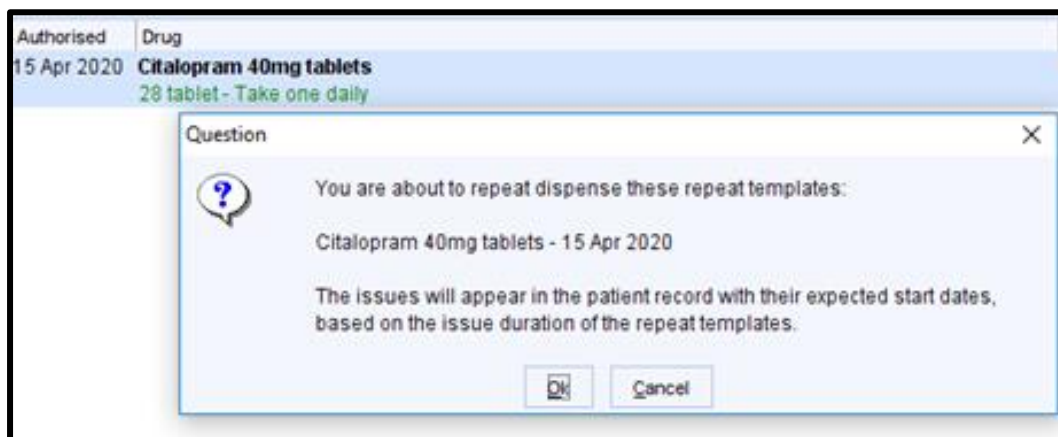 Authorised Drug
15 Apr 2020 Citalopram 40mg tablets
28 tablet - Take one daily
Question
?
You are about to repeat dispense these repeat templates:
Citalopram 40mg tablets - 15 Apr 2020
The issues will appear in the patient record with their expected start dates,
based on the issue duration of the repeat templates.
Ok Cancel